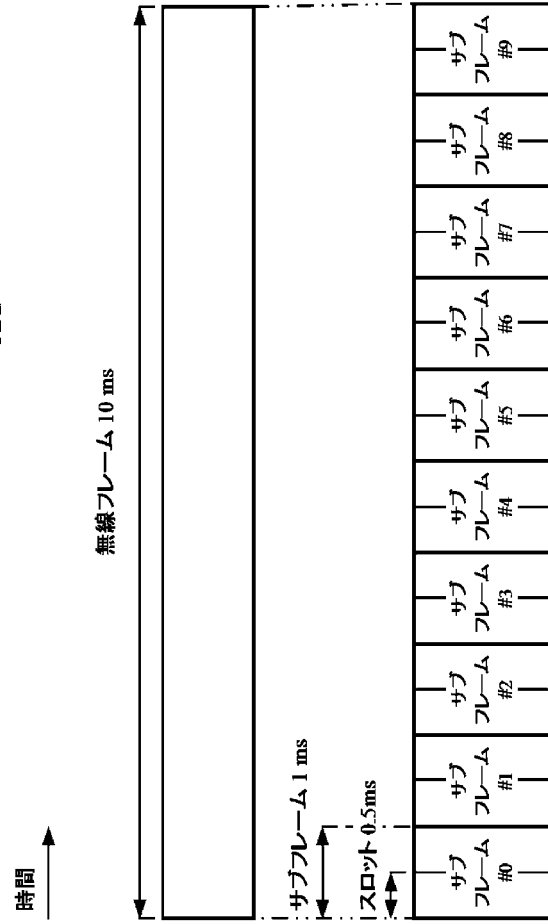 時間
無線フレーム 10 ms
サブフレーム 1 ms
スロット 0.5ms
サブ
フレーム
#0
サブ
フレーム
#1
サブ
フレーム
#2
サブ
フレーム
#3
サブ
フレーム
#4
サブ
フレーム
#5
サブ
フレーム
#6
サブ
フレーム
#7
サブ
フレーム
#8
サブ
フレーム
#9